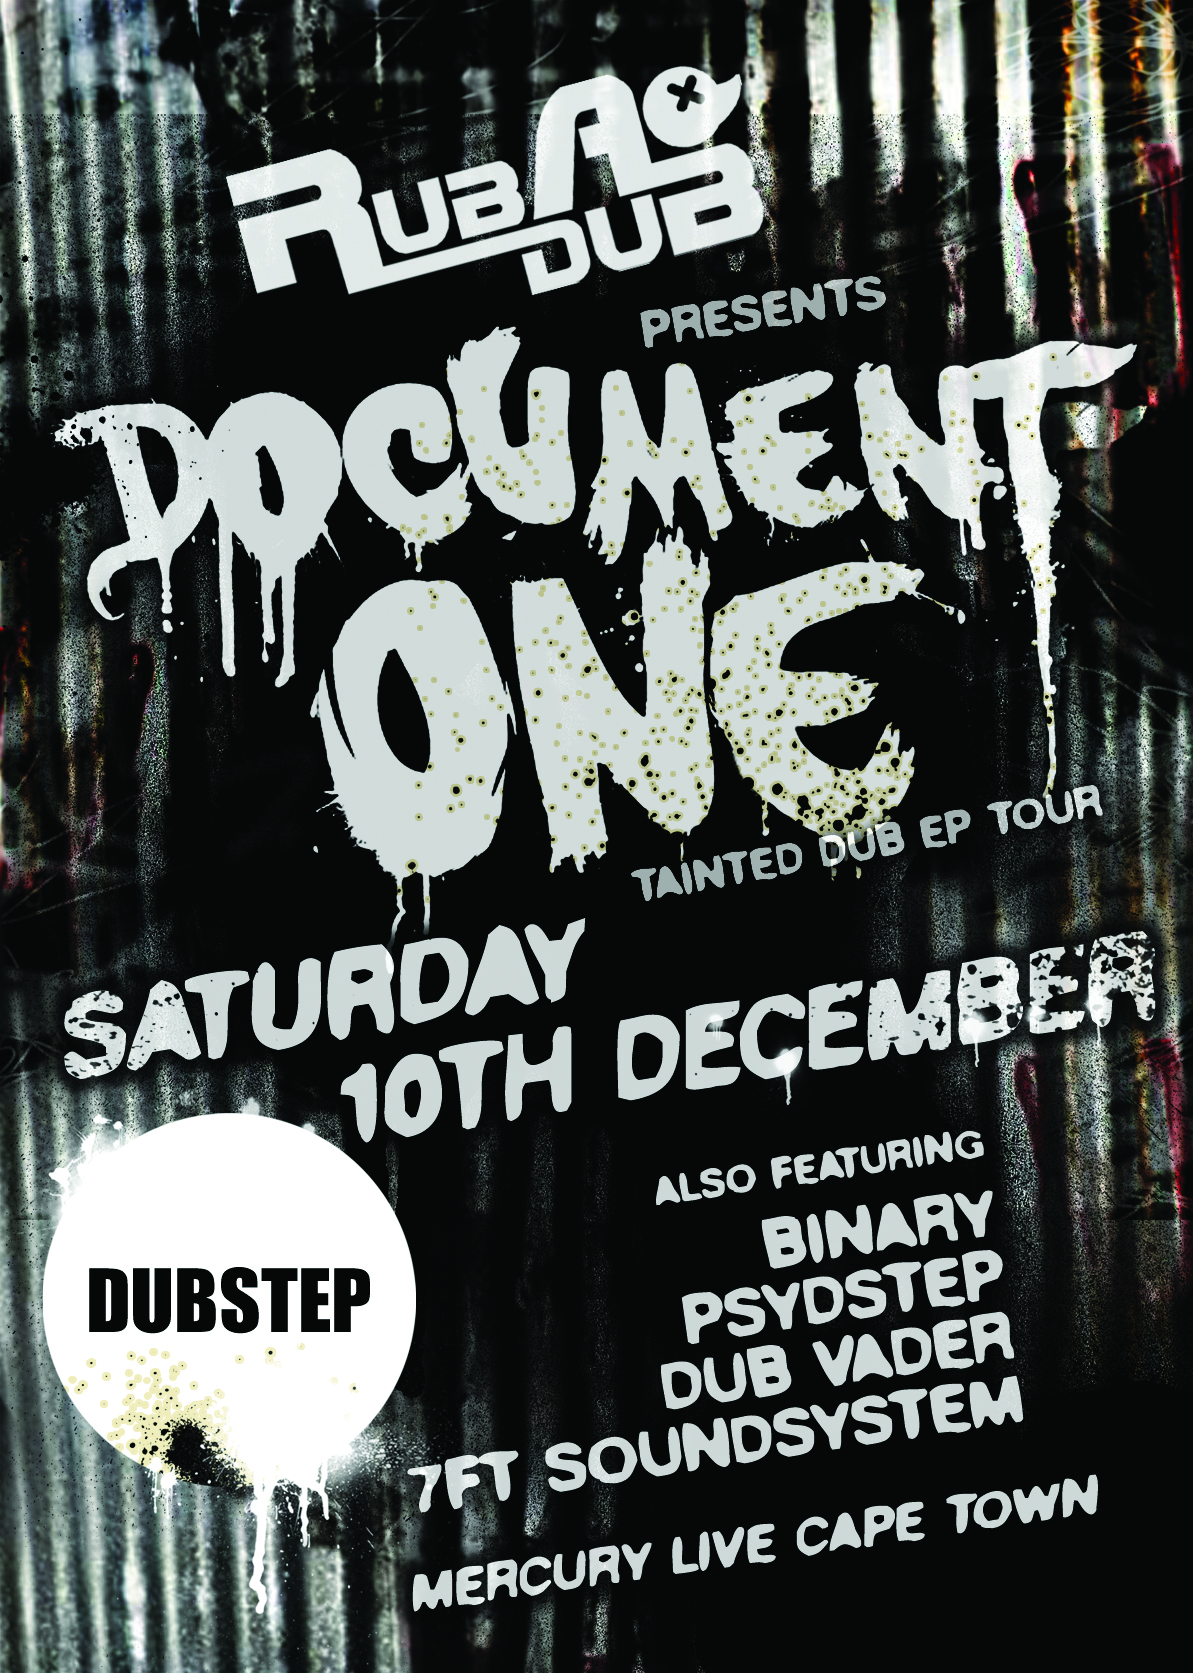 RUB A DUB
PRESENTS
DOCUMENT
ONE
TAINTED DUB EP TOUR
SATURDAY
10TH DECEMBER
DUBSTEP
ALSO FEATURING
BINARY
PSYDSTEP
DUB VADER
7FT SOUNDSYSTEM
MERCURY LIVE CAPE TOWN